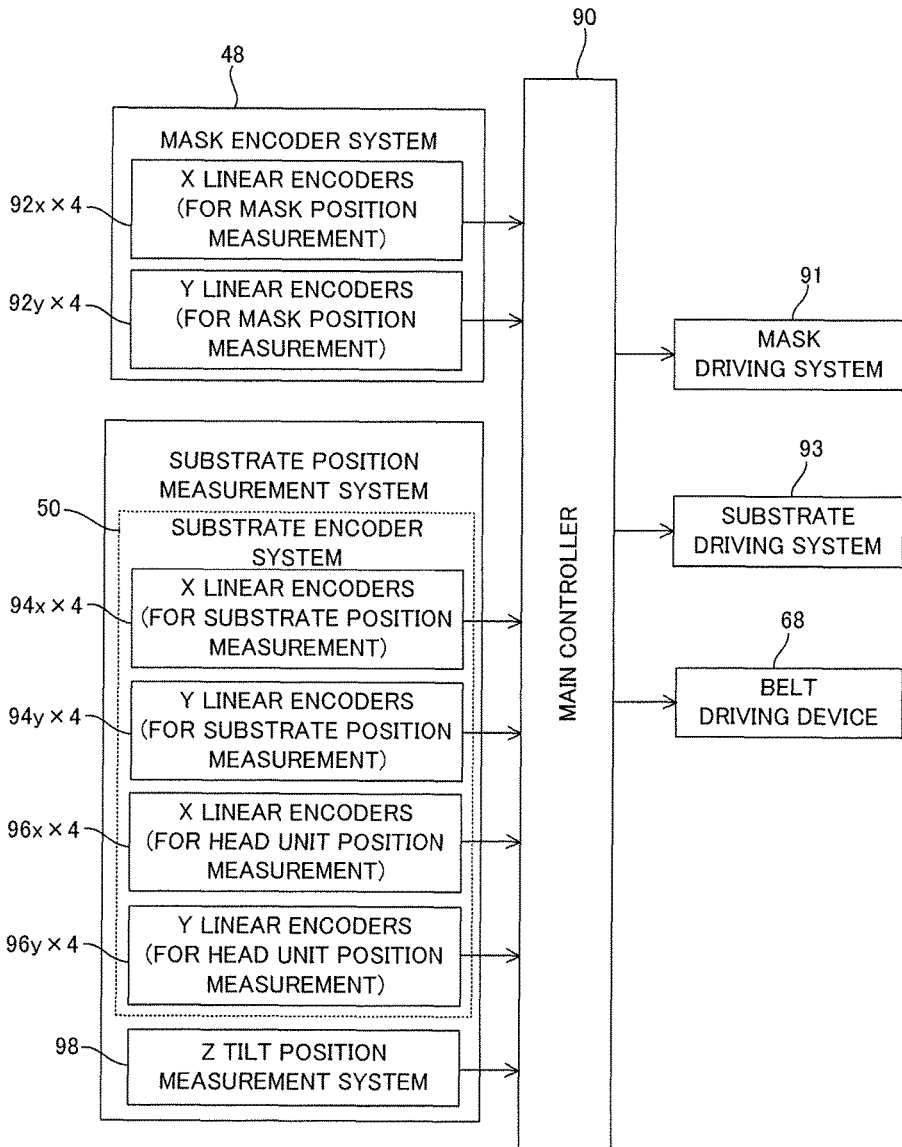 90
48
MASK ENCODER SYSTEM
92x × 4
X LINEAR ENCODERS
(FOR MASK POSITION
MEASUREMENT)
92y × 4
Y LINEAR ENCODERS
(FOR MASK POSITION
MEASUREMENT)
SUBSTRATE POSITION
MEASUREMENT SYSTEM
50
SUBSTRATE ENCODER
SYSTEM
94x × 4
X LINEAR ENCODERS
(FOR SUBSTRATE POSITION
MEASUREMENT)
94y × 4
Y LINEAR ENCODERS
(FOR SUBSTRATE POSITION
MEASUREMENT)
96x × 4
X LINEAR ENCODERS
(FOR HEAD UNIT POSITION
MEASUREMENT)
96y × 4
Y LINEAR ENCODERS
(FOR HEAD UNIT POSITION
MEASUREMENT)
98
Z TILT POSITION
MEASUREMENT SYSTEM
MAIN CONTROLLER
91
MASK
DRIVING SYSTEM
93
SUBSTRATE
DRIVING SYSTEM
68
BELT
DRIVING DEVICE